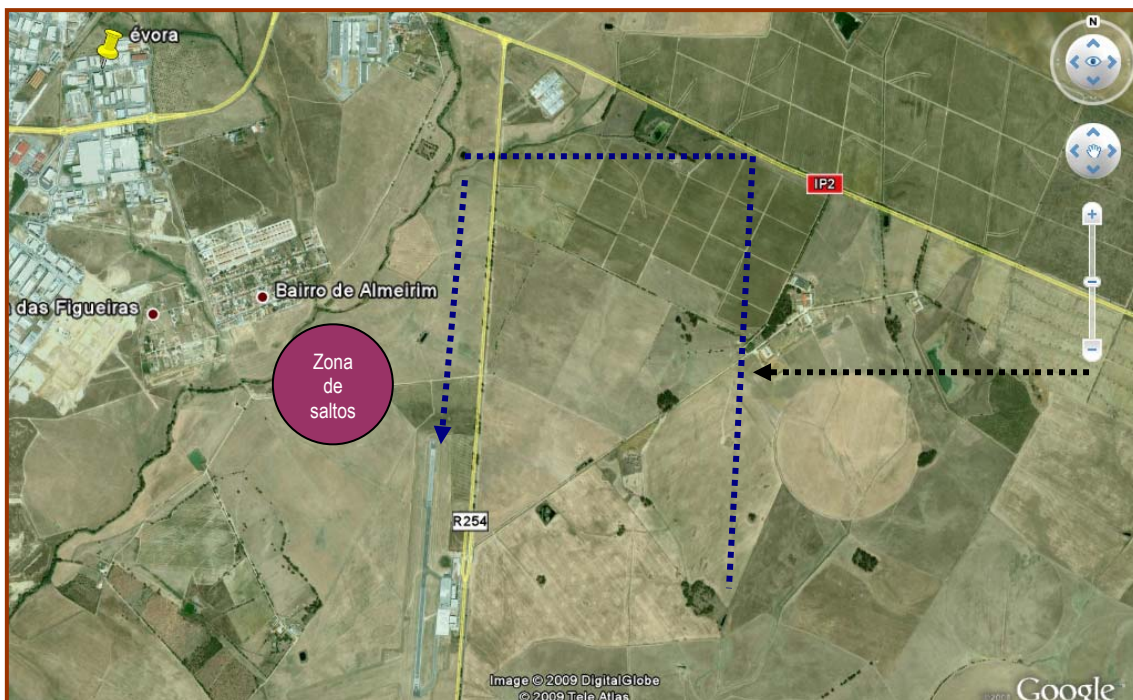 évora
N
IP2
Bairro de Almeirim
a das Figueiras
Zona
de
saltos
R254
Image © 2009 DigitalGlobe
© 2009 Tele Atlas
Google